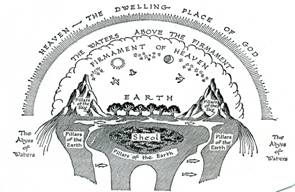 HEAVEN — THE DWELLING PLACE OF GOD
THE WATERS ABOVE THE FIRMAMENT
FIRMAMENT OF HEAVEN
EARTH
Sheol
Pillars of the Earth
Pillars of the Earth
Pillars
of the
Earth
The
Abyss
of
Waters
The
Abyss of
Waters